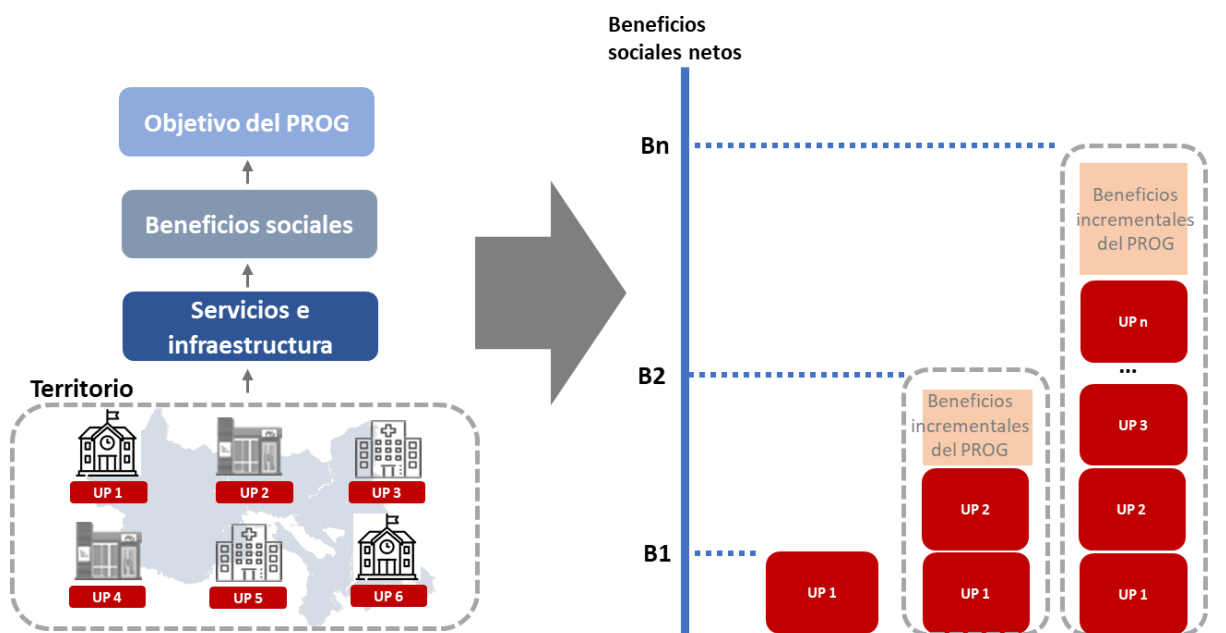 Objetivo del PROG
Beneficios sociales
Servicios e
infraestructura
Territorio
UP 1
UP 2
UP 3
UP 4
UP 5
UP 6
Beneficios
sociales netos
Bn
B2
B1
UP 1
Beneficios
incrementales
del PROG
UP 2
UP 1
Beneficios
incrementales
del PROG
UP n
...
UP 3
UP 2
UP 1